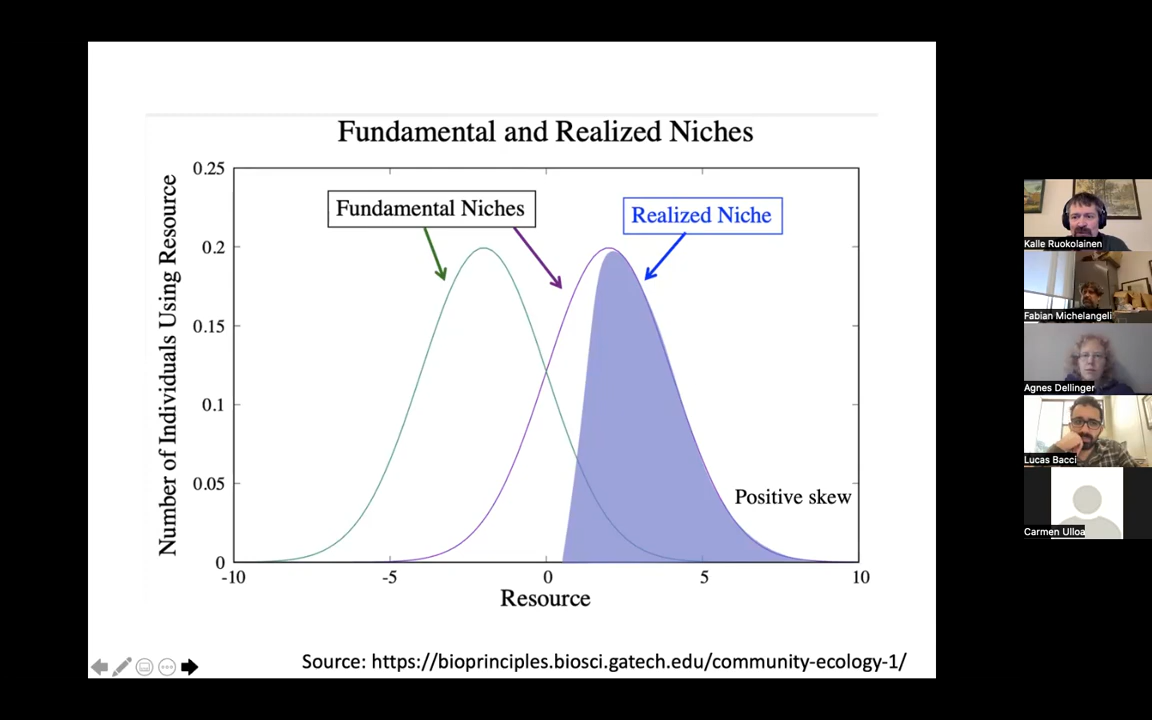 Fundamental and Realized Niches
Number of Individuals Using Resource
0.25
0.2
0.15
0.1
0.05
0
Fundamental Niches
Realized Niche
Positive skew
-10
-5
0
5
10
Resource
Source: https://bioprinciples.biosci.gatech.edu/community-ecology-1/
Kalle Ruokolainen
Fabian Michelangeli
Agnes Dellinger
Lucas Bacci
Carmen Ulloa